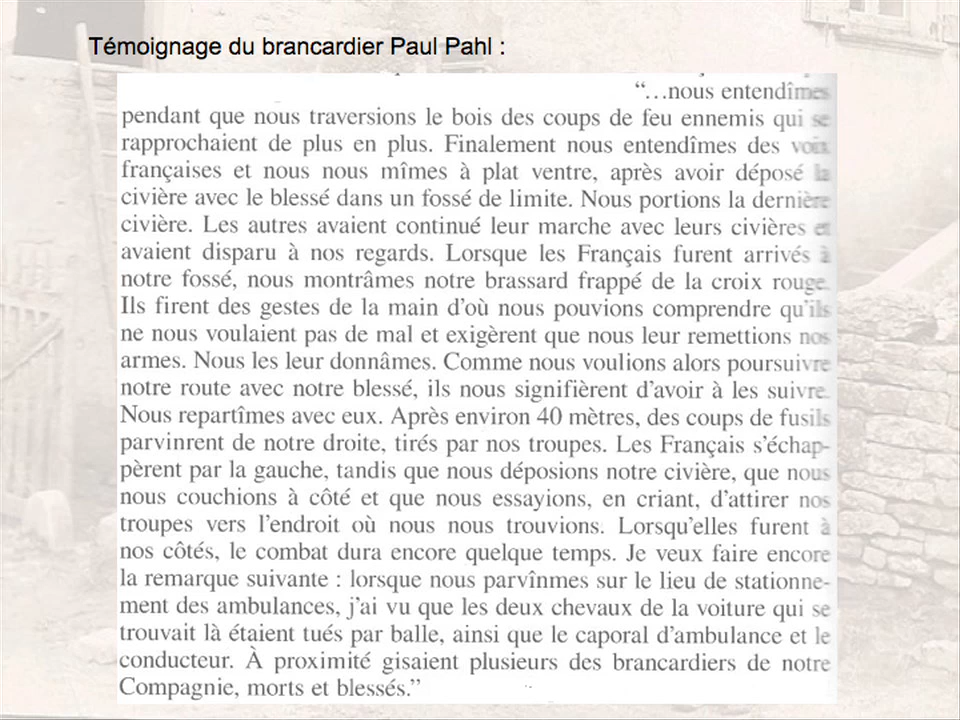 Témoignage du brancardier Paul Pahl :
“…nous entendîmes
pendant que nous traversions le bois des coups de feu ennemis qui se
rapprochaient de plus en plus. Finalement nous entendîmes des voix
françaises et nous nous mîmes à plat ventre, après avoir déposé la
civière avec le blessé dans un fossé de limite. Nous portions la dernière
civière. Les autres avaient continué leur marche avec leurs civières et
avaient disparu à nos regards. Lorsque les Français furent arrivés à
notre fossé, nous montrâmes notre brassard frappé de la croix rouge.
Ils firent des gestes de la main d’où nous pouvions comprendre qu’ils
ne nous voulaient pas de mal et exigèrent que nous leur remettions nos
armes. Nous les leur donnâmes. Comme nous voulions alors poursuivre
notre route avec notre blessé, ils nous signifièrent d’avoir à les suivre.
Nous repartîmes avec eux. Après environ 40 mètres, des coups de fusils
parvinrent de notre droite, tirés par nos troupes. Les Français s’échap-
pèrent par la gauche, tandis que nous déposions notre civière, que nous
nous couchions à côté et que nous essayions, en criant, d’attirer nos
troupes vers l’endroit où nous nous trouvions. Lorsqu’elles furent à
nos côtés, le combat dura encore quelque temps. Je veux faire encore
la remarque suivante : lorsque nous parvînmes sur le lieu de stationne-
ment des ambulances, j’ai vu que les deux chevaux de la voiture qui se
trouvait là étaient tués par balle, ainsi que le caporal d’ambulance et le
conducteur. À proximité gisaient plusieurs des brancardiers de notre
Compagnie, morts et blessés.”